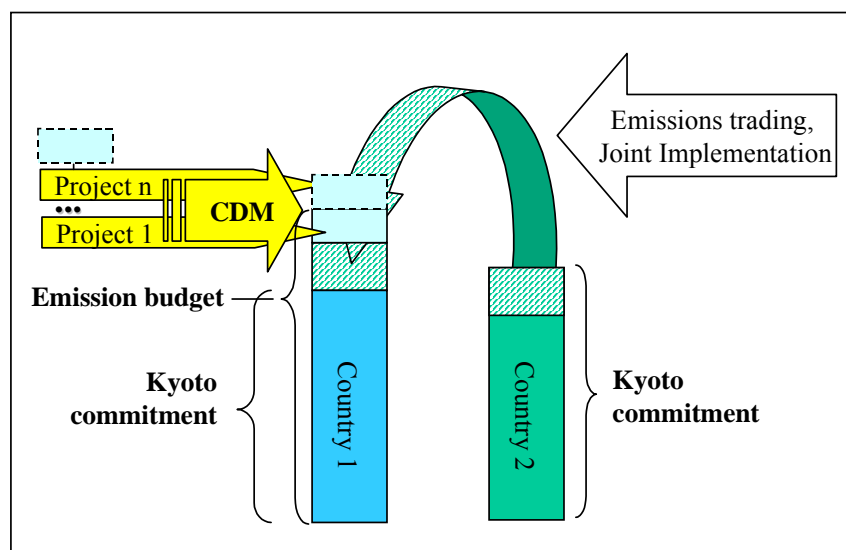 Emissions trading,
Joint Implementation
Project n
...
Project 1
CDM
Emission budget
Kyoto
commitment
Country 1
Country 2
Kyoto
commitment